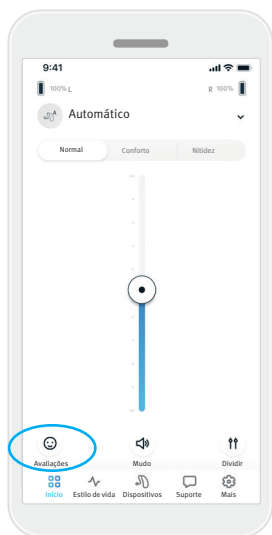 9:41
100% L
R 100%
A
Automático
Normal Conforto Nitidez
Avaliações Mudo Dividir
Início Estilo de vida Dispositivos Suporte Mais